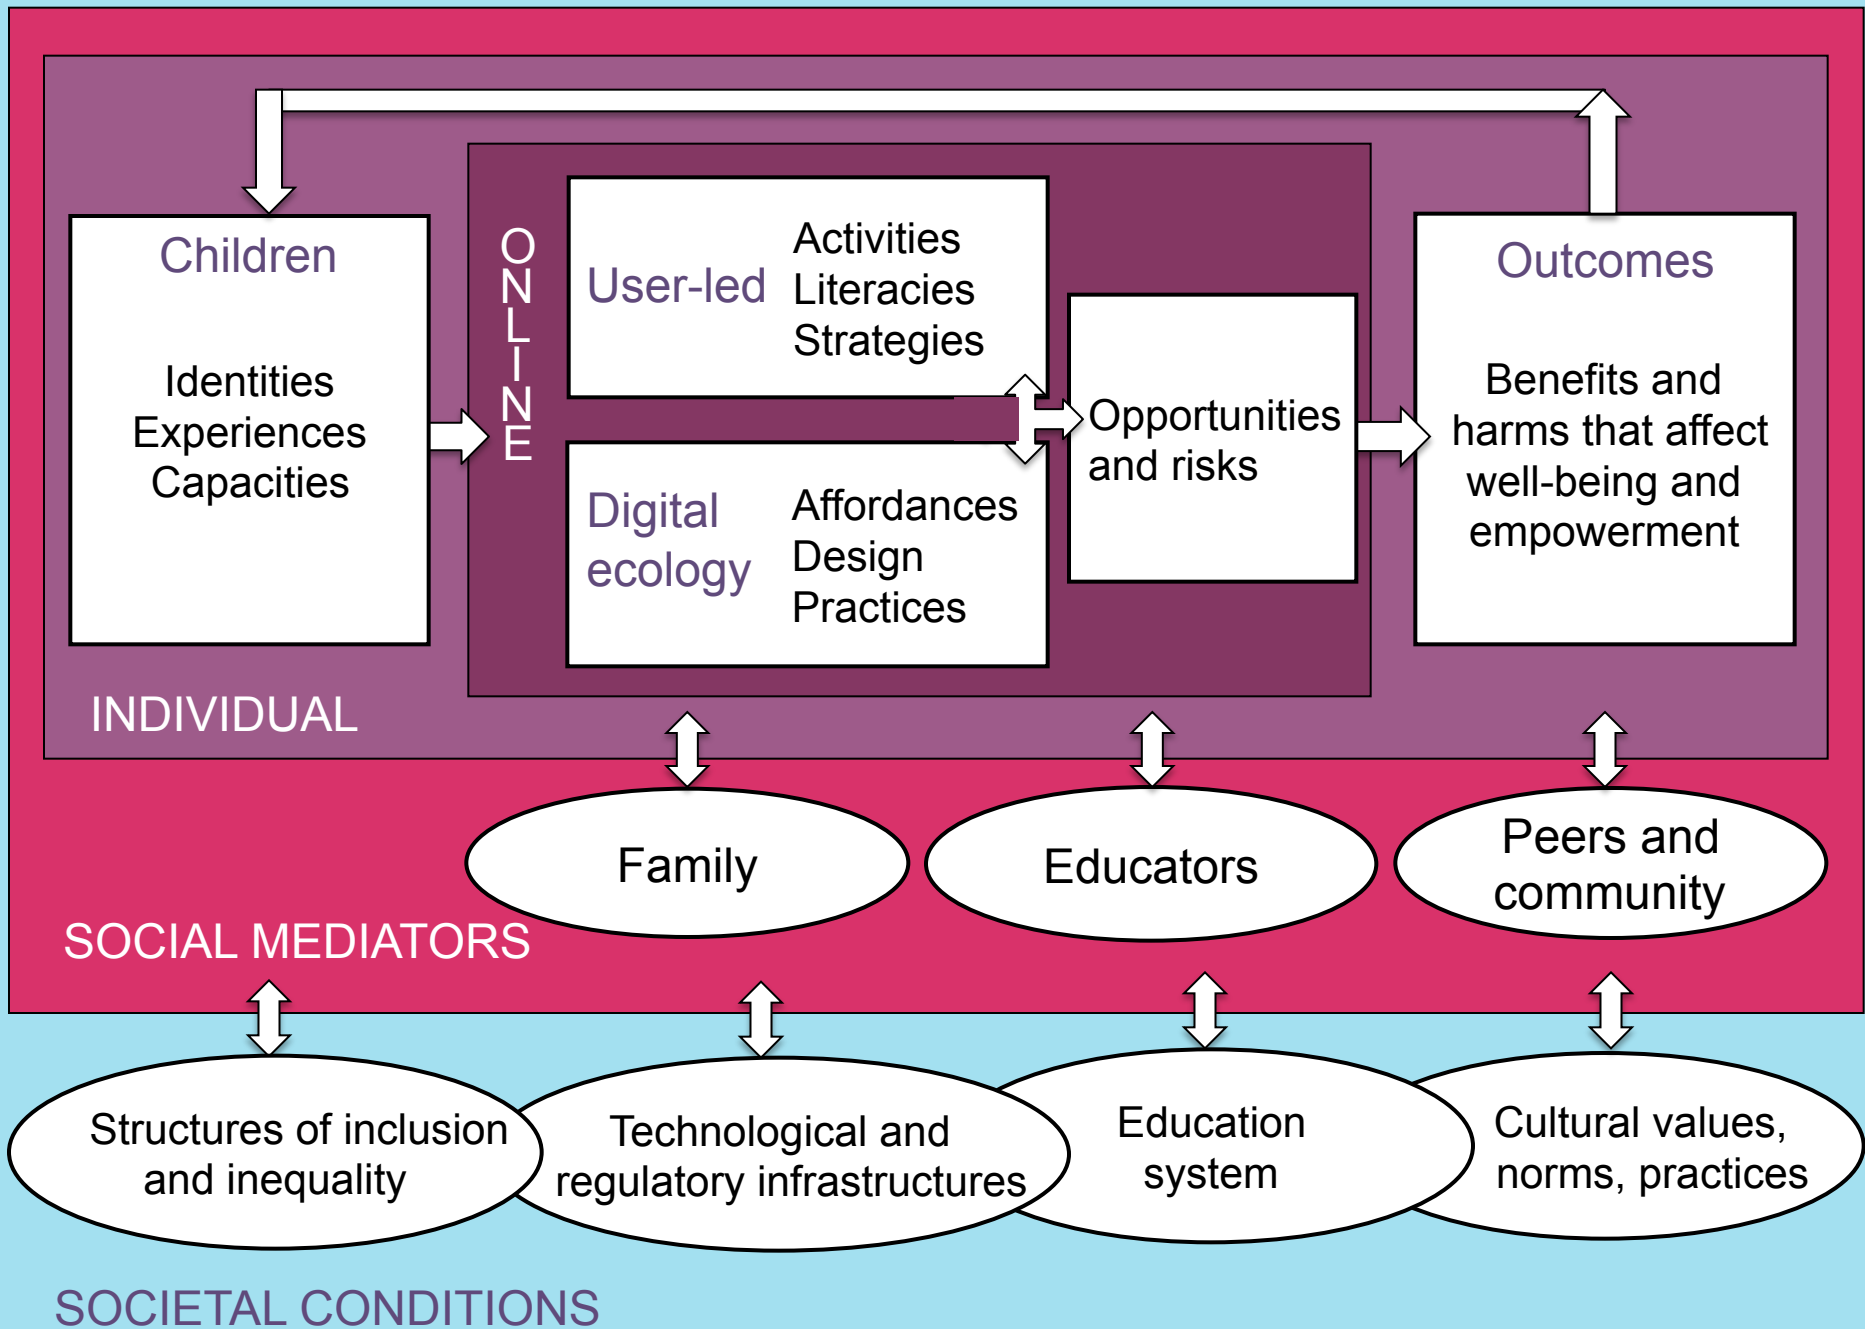 Children
Identities
Experiences
Capacities
ONLINE
User-led
Activities
Literacies
Strategies
Digital
ecology
Affordances
Design
Practices
Opportunities
and risks
Outcomes
Benefits and
harms that affect
well-being and
empowerment
INDIVIDUAL
Family
Educators
Peers and
community
SOCIAL MEDIATORS
Structures of inclusion
and inequality
Technological and
regulatory infrastructures
Education
system
Cultural values,
norms, practices
SOCIETAL CONDITIONS